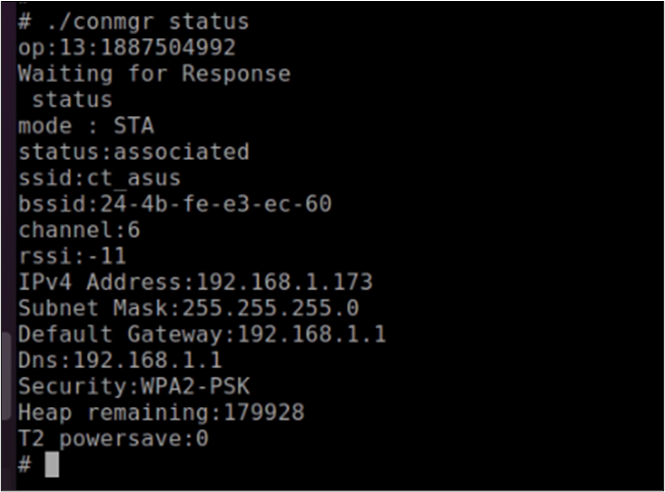 # ./conmgr status
op:13:1887504992
Waiting for Response
 status
mode : STA
status:associated
ssid:ct_asus
bssid:24-4b-fe-e3-ec-60
channel:6
rssi:-11
IPv4 Address:192.168.1.173
Subnet Mask:255.255.255.0
Default Gateway:192.168.1.1
Dns:192.168.1.1
Security:WPA2-PSK
Heap remaining:179928
T2 powersave:0
#